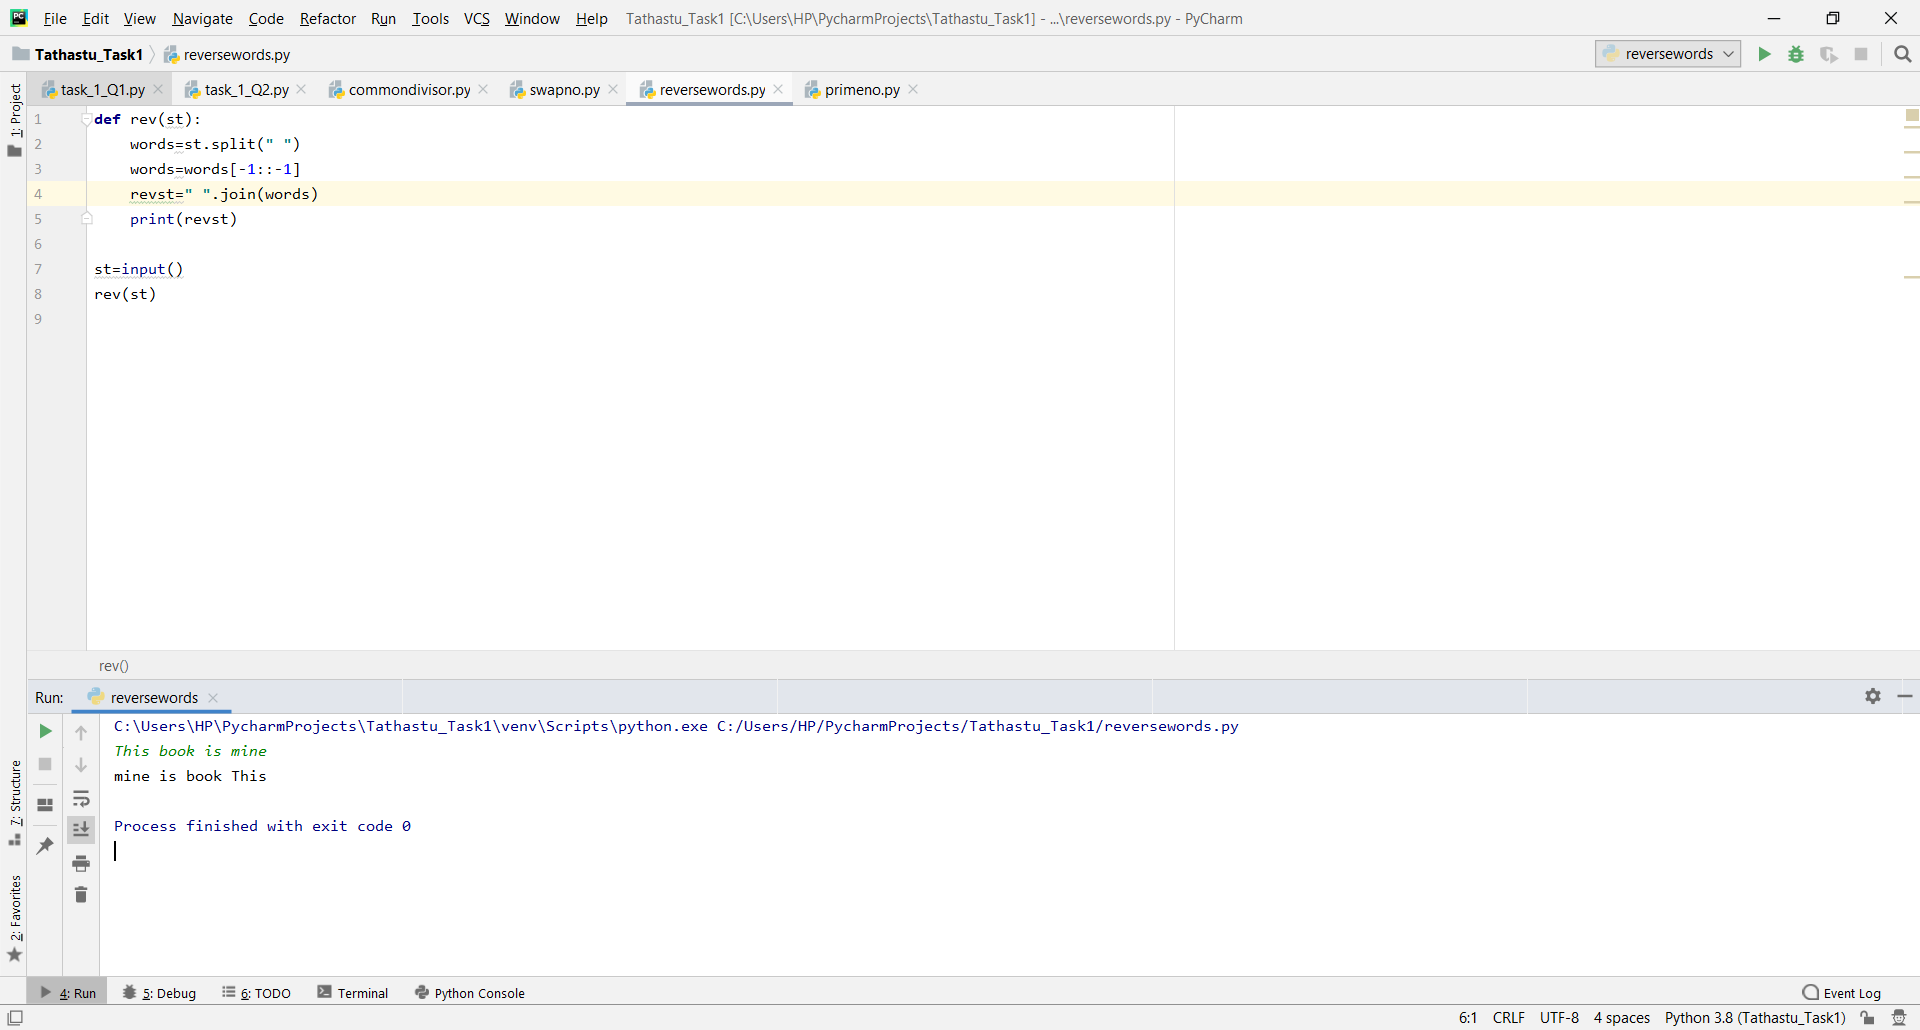 PC File Edit View Navigate Code Refactor Run Tools VCS Window Help Tathastu_Task1 [C:\Users\HP\PycharmProjects\Tathastu_Task1] - ...\reversewords.py - PyCharm
Tathastu_Task1 reversewords.py reversewords
task_1_Q1.py task_1_Q2.py commondivisor.py swapno.py reversewords.py primeno.py
1: Project
1 def rev(st):
2     words=st.split(" ")
3     words=words[-1::-1]
4     revst=" ".join(words)
5     print(revst)
6
7 st=input()
8 rev(st)
9
rev()
Run: reversewords
C:\Users\HP\PycharmProjects\Tathastu_Task1\venv\Scripts\python.exe C:/Users/HP/PycharmProjects/Tathastu_Task1/reversewords.py
This book is mine
mine is book This
Process finished with exit code 0
7: Structure
2: Favorites
4: Run 5: Debug 6: TODO Terminal Python Console Event Log
6:1 CRLF UTF-8 4 spaces Python 3.8 (Tathastu_Task1)